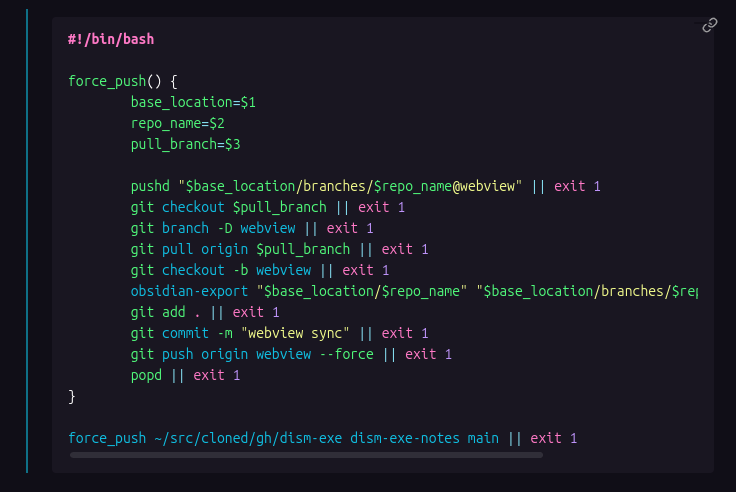 #!/bin/bash
force_push() {
base_location=$1
repo_name=$2
pull_branch=$3
pushd "$base_location/branches/$repo_name@webview" || exit 1
git checkout $pull_branch || exit 1
git branch -D webview || exit 1
git pull origin $pull_branch || exit 1
git checkout -b webview || exit 1
obsidian-export "$base_location/$repo_name" "$base_location/branches/$rep
git add . || exit 1
git commit -m "webview sync" || exit 1
git push origin webview --force || exit 1
popd || exit 1
}
force_push ~/src/cloned/gh/dism-exe dism-exe-notes main || exit 1